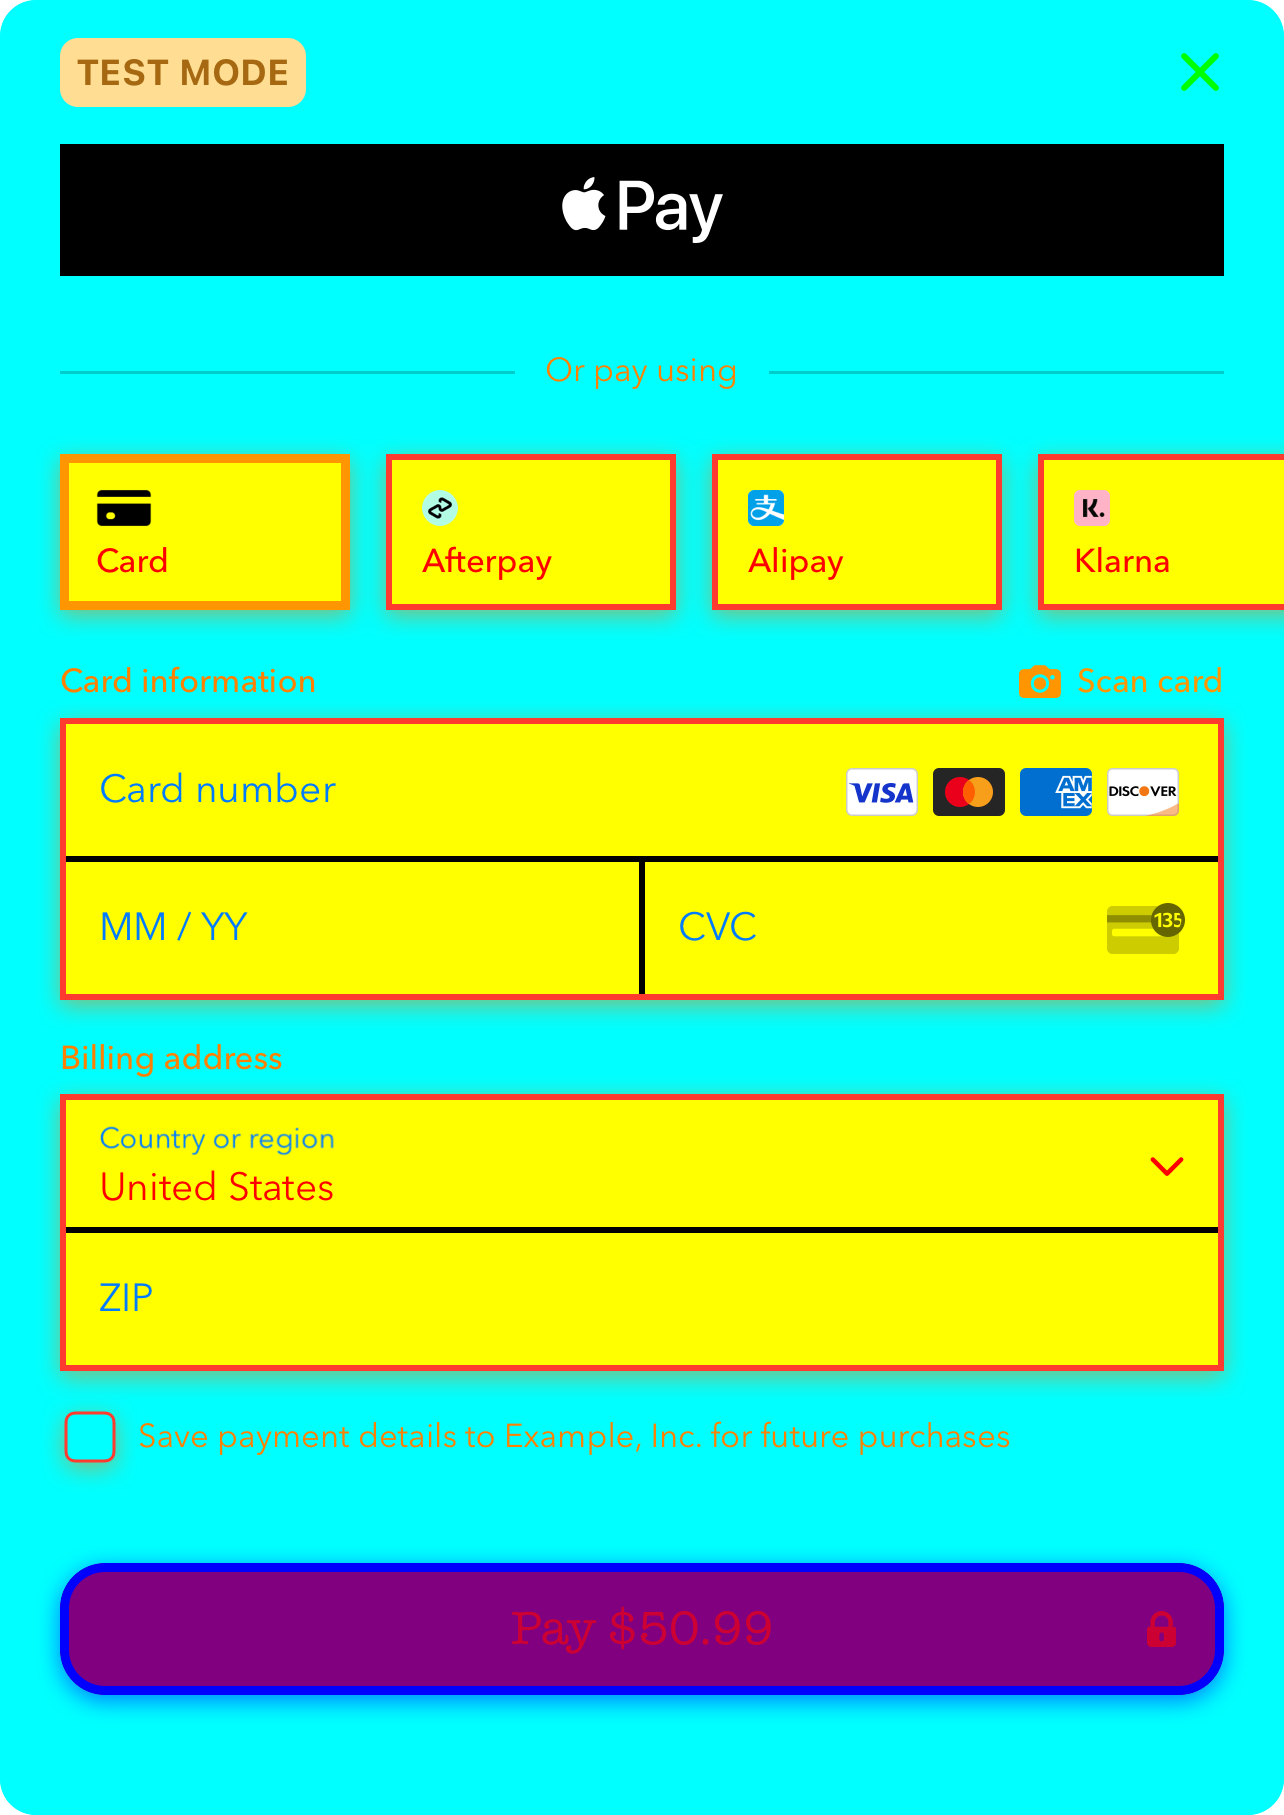 TEST MODE
Pay
Or pay using
Card
Afterpay
Alipay
K.
Klarna
Card information
Scan card
Card number
VISA
AM
EX
DISCOVER
MM / YY
CVC
135
Billing address
Country or region
United States
ZIP
Save payment details to Example, Inc. for future purchases
Pay $50.99